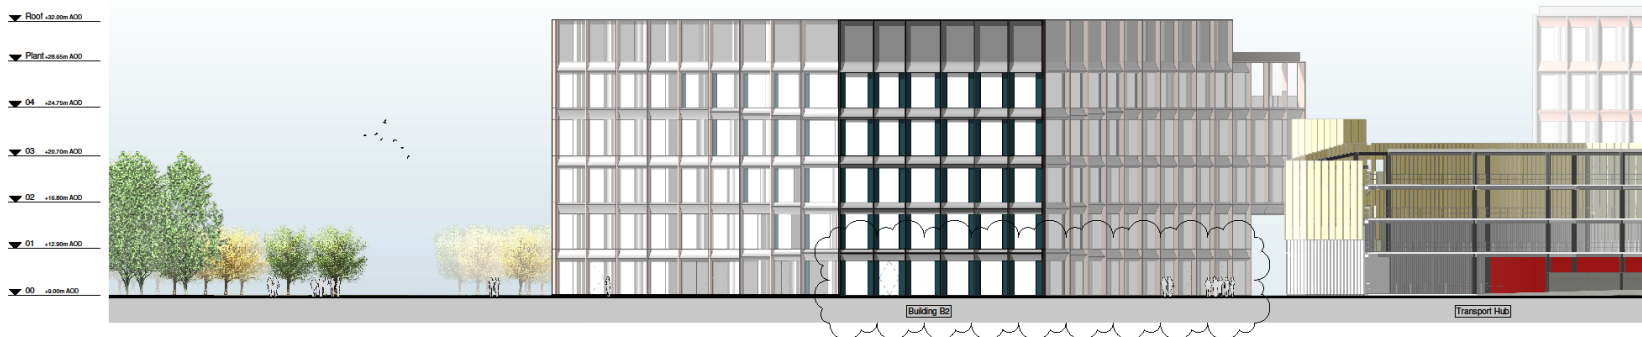 Roof +32.00m AOD
Plant +28.65m AOD
04 +24.75m AOD
03 +20.70m AOD
02 +16.80m AOD
01 +12.90m AOD
00 +9.00m AOD
Building B2
Transport Hub